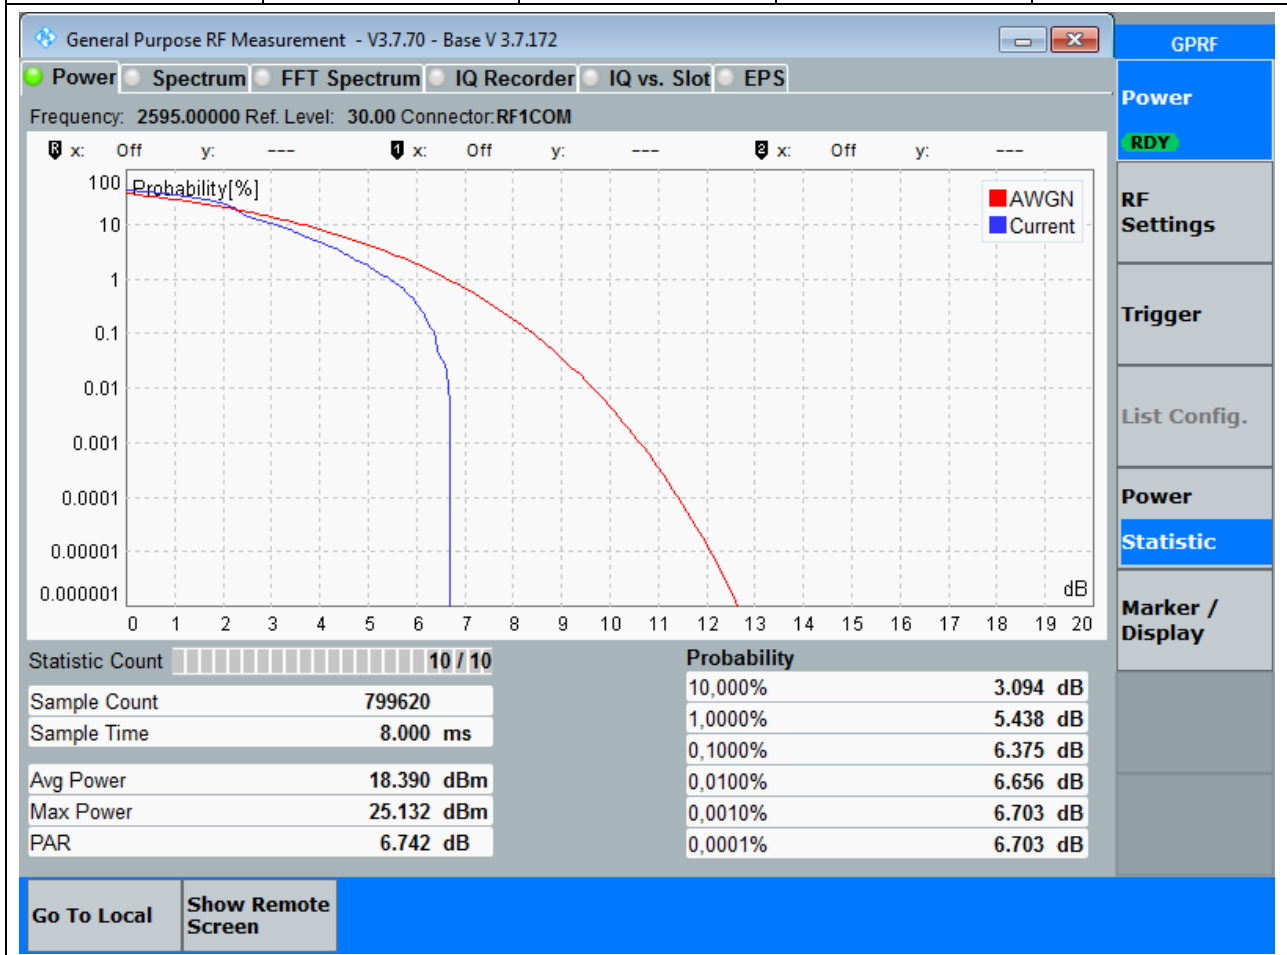 General Purpose RF Measurement - V3.7.70 - Base V 3.7.172
GPRF
Power Spectrum FFT Spectrum IQ Recorder IQ vs. Slot EPS
Power
RDY
Frequency: 2595.00000 Ref. Level: 30.00 Connector:RF1COM
R x: Off y: --- 1 x: Off y: --- 2 x: Off y: ---
Probability[%]
AWGN
Current
100
10
1
0.1
0.01
0.001
0.0001
0.00001
0.000001
dB
0 1 2 3 4 5 6 7 8 9 10 11 12 13 14 15 16 17 18 19 20
RF
Settings
Trigger
List Config.
Power
Statistic
Marker /
Display
Statistic Count 10 / 10
Sample Count 799620
Sample Time 8.000 ms
Avg Power 18.390 dBm
Max Power 25.132 dBm
PAR 6.742 dB
Probability
10,000% 3.094 dB
1,0000% 5.438 dB
0,1000% 6.375 dB
0,0100% 6.656 dB
0,0010% 6.703 dB
0,0001% 6.703 dB
Go To Local
Show Remote
Screen